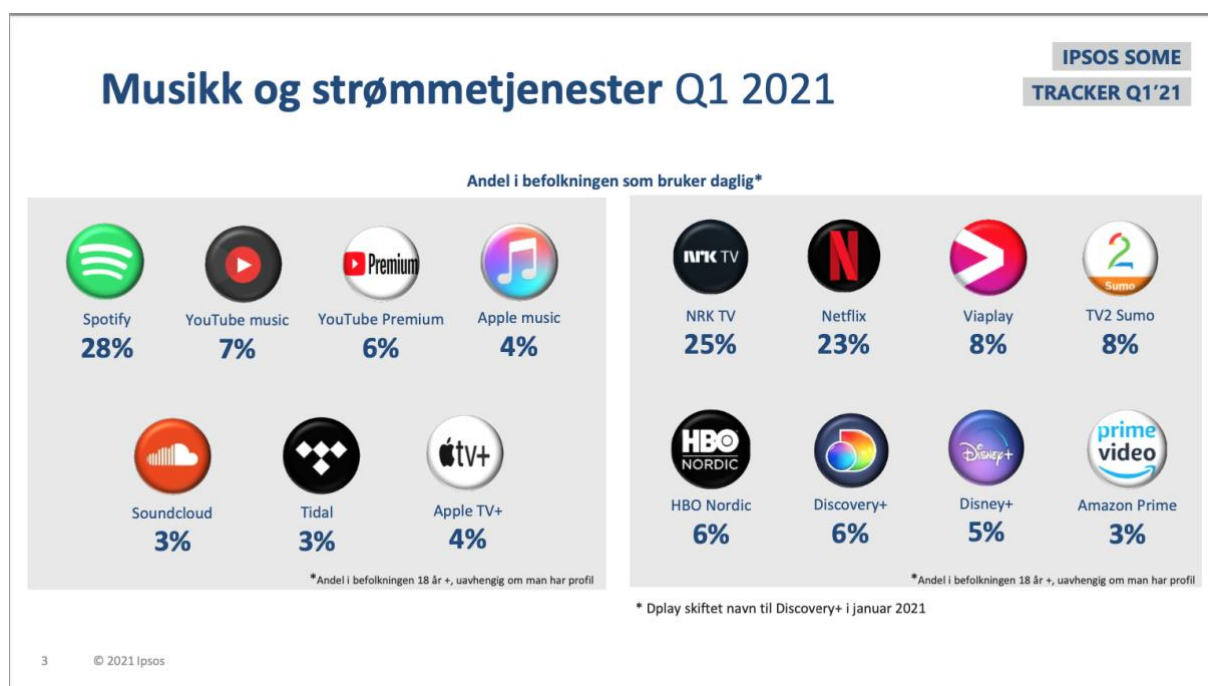 IPSOS SOME
TRACKER Q1'21
Musikk og strømmetjenester Q1 2021
Andel i befolkningen som bruker daglig*
Premium
Spotify YouTube music YouTube Premium Apple music
28% 7% 6% 4%
tv+
Soundcloud Tidal Apple TV+
3% 3% 4%
*Andel i befolkningen 18 år +, uavhengig om man har profil
NRK TV N 2 Sumo
NRK TV Netflix Viaplay TV2 Sumo
25% 23% 8% 8%
HBO NORDIC Disney+ prime video
HBO Nordic Discovery+ Disney+ Amazon Prime
6% 6% 5% 3%
*Andel i befolkningen 18 år +, uavhengig om man har profil
* Dplay skiftet navn til Discovery+ i januar 2021
3 © 2021 Ipsos